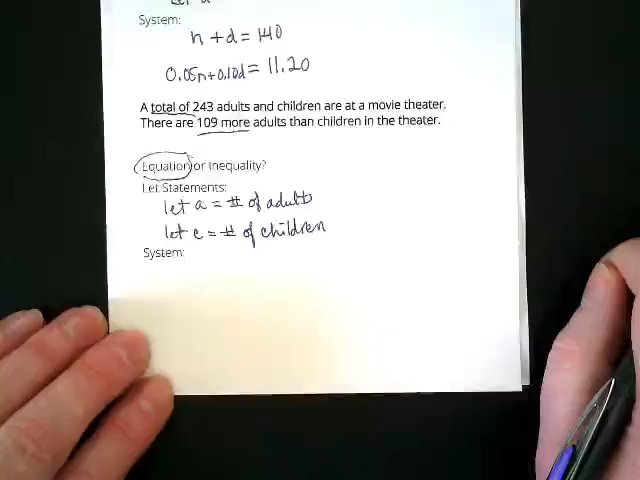 System:
n + d = 140
0.05n + 0.10d = 11.20
A total of 243 adults and children are at a movie theater.
There are 109 more adults than children in the theater.
Equation or Inequality?
Let Statements:
let a = # of adults
let c = # of children
System: